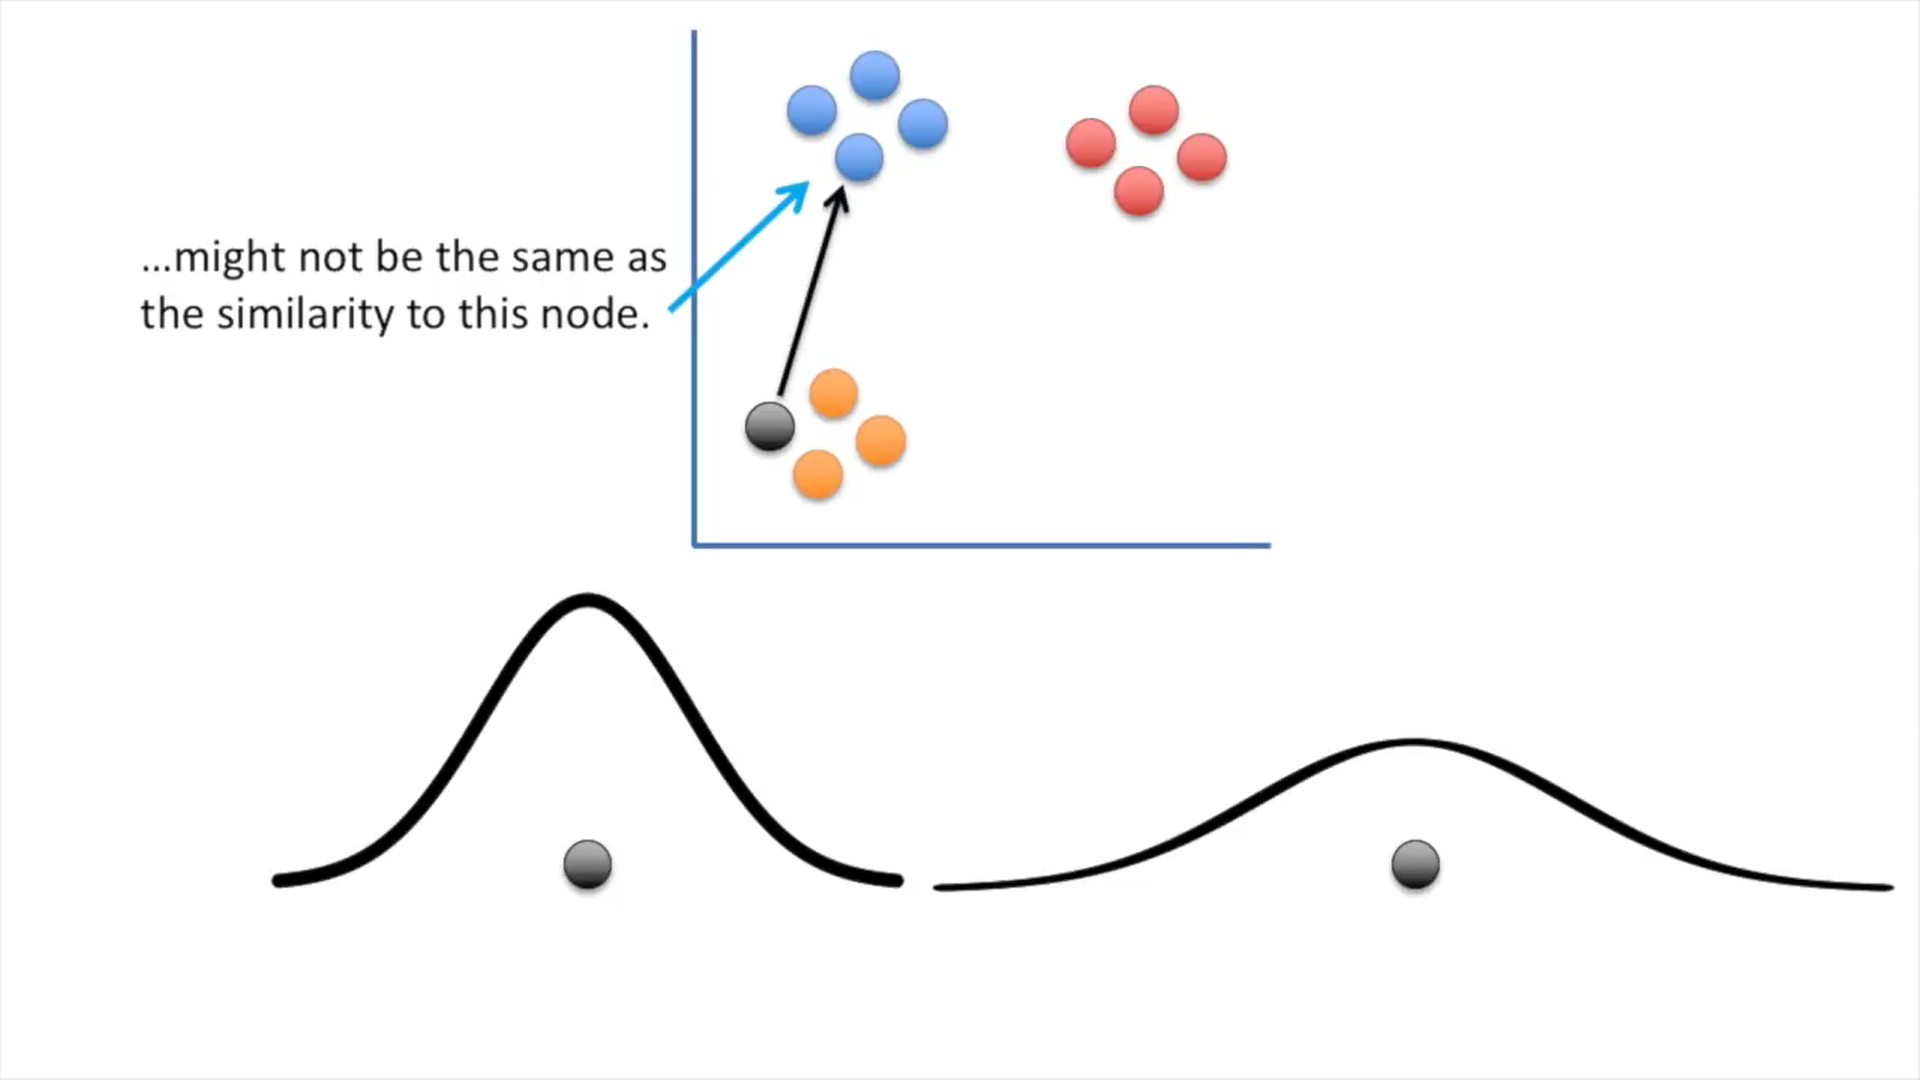 ...might not be the same as
the similarity to this node.